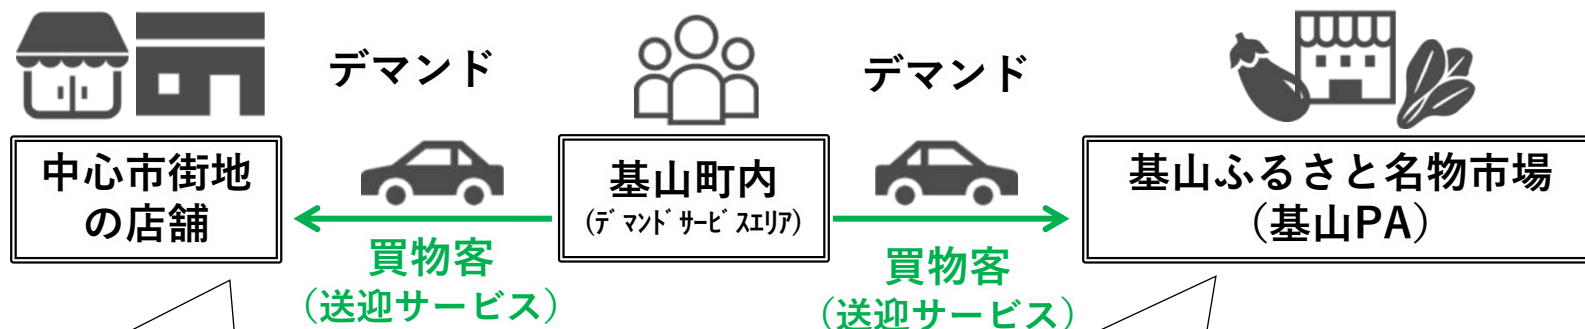 デマンド
デマンド
中心市街地
の店舗
基山町内
(ﾃﾞﾏﾝﾄﾞｻｰﾋﾞｽｴﾘｱ)
基山ふるさと名物市場
（基山PA）
買物客
（送迎サービス）
買物客
（送迎サービス）